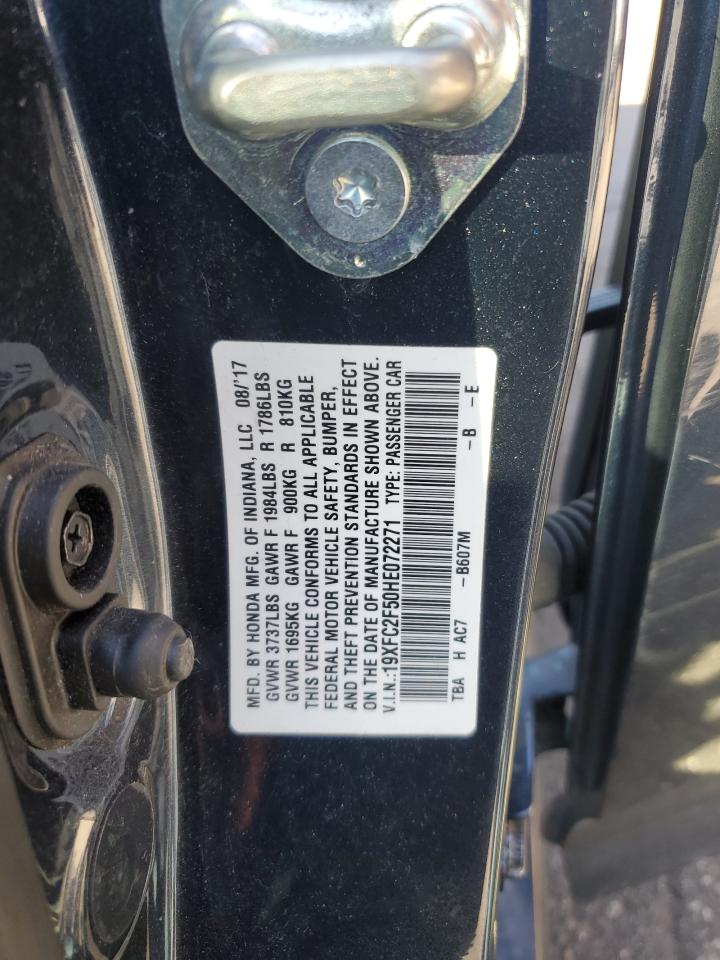 MFD. BY HONDA MFG. OF INDIANA, LLC 08/'17
GVWR 3737LBS GAWR F 1984LBS R 1786LBS
GVWR 1695KG GAWR F 900KG R 810KG
THIS VEHICLE CONFORMS TO ALL APPLICABLE
FEDERAL MOTOR VEHICLE SAFETY, BUMPER,
AND THEFT PREVENTION STANDARDS IN EFFECT
ON THE DATE OF MANUFACTURE SHOWN ABOVE.
V.I.N.:19XFC2F50HE072271 TYPE: PASSENGER CAR
TBA H AC7 -B607M -B -E